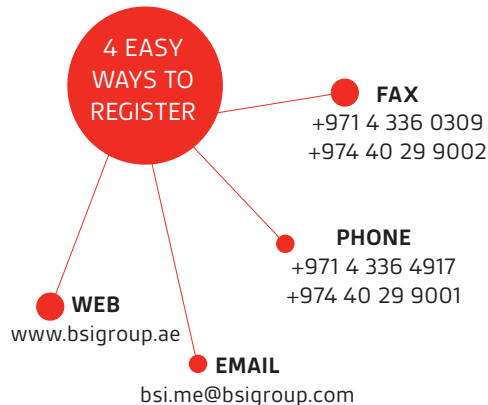 4 EASY
WAYS TO
REGISTER
FAX
+971 4 336 0309
+974 40 29 9002
PHONE
+971 4 336 4917
+974 40 29 9001
WEB
www.bsigroup.ae
EMAIL
bsi.me@bsigroup.com